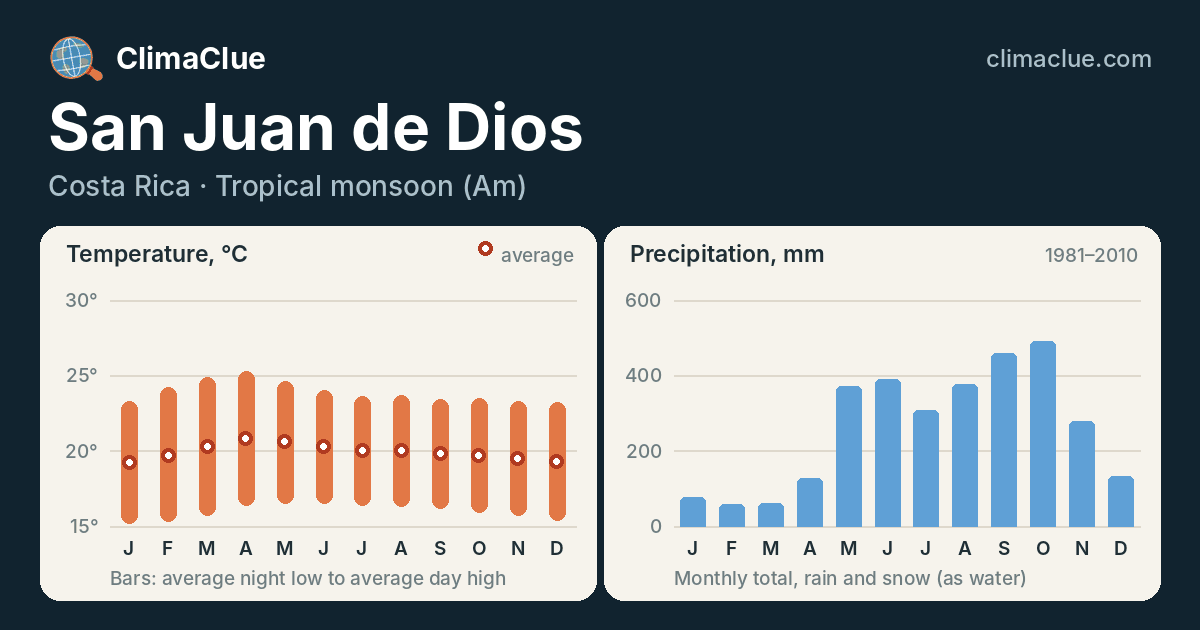 ClimaClue
climaclue.com
San Juan de Dios
Costa Rica · Tropical monsoon (Am)
Temperature, °C
average
30°
25°
20°
15°
J F M A M J J A S O N D
Bars: average night low to average day high
Precipitation, mm
1981–2010
600
400
200
0
J F M A M J J A S O N D
Monthly total, rain and snow (as water)